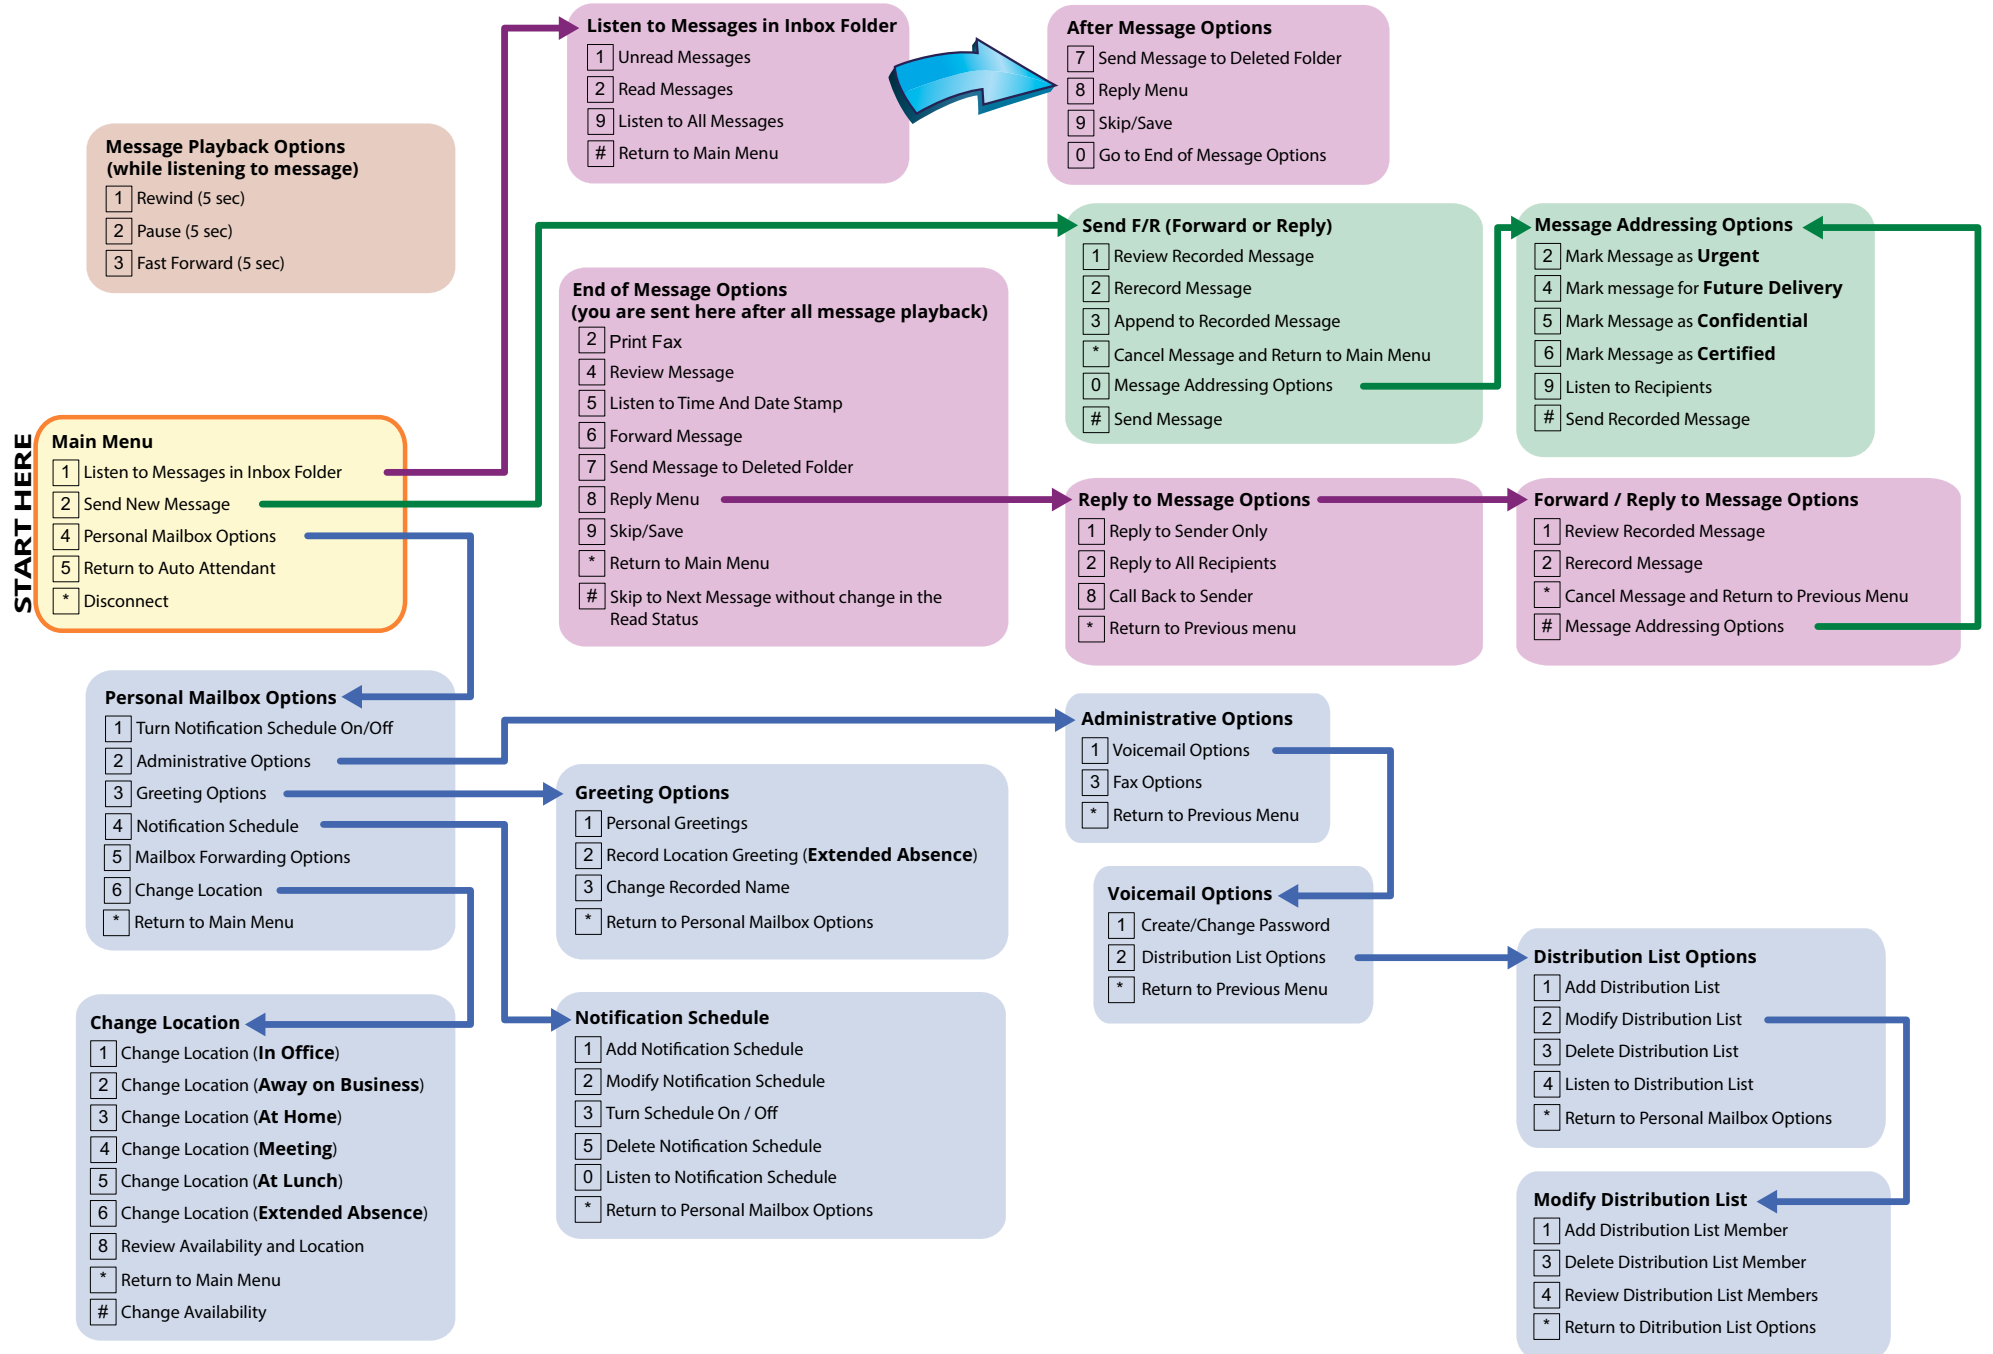 Listen to Messages in Inbox Folder
1 Unread Messages
2 Read Messages
9 Listen to All Messages
# Return to Main Menu
After Message Options
7 Send Message to Deleted Folder
8 Reply Menu
9 Skip/Save
0 Go to End of Message Options
Message Playback Options
(while listening to message)
1 Rewind (5 sec)
2 Pause (5 sec)
3 Fast Forward (5 sec)
Send F/R (Forward or Reply)
1 Review Recorded Message
2 Rerecord Message
3 Append to Recorded Message
* Cancel Message and Return to Main Menu
0 Message Addressing Options
# Send Message
Message Addressing Options
2 Mark Message as Urgent
4 Mark message for Future Delivery
5 Mark Message as Confidential
6 Mark Message as Certified
9 Listen to Recipients
# Send Recorded Message
End of Message Options
(you are sent here after all message playback)
2 Print Fax
4 Review Message
5 Listen to Time And Date Stamp
6 Forward Message
7 Send Message to Deleted Folder
8 Reply Menu
9 Skip/Save
* Return to Main Menu
# Skip to Next Message without change in the
Read Status
START HERE
Main Menu
1 Listen to Messages in Inbox Folder
2 Send New Message
4 Personal Mailbox Options
5 Return to Auto Attendant
* Disconnect
Reply to Message Options
1 Reply to Sender Only
2 Reply to All Recipients
8 Call Back to Sender
* Return to Previous menu
Forward / Reply to Message Options
1 Review Recorded Message
2 Rerecord Message
* Cancel Message and Return to Previous Menu
# Message Addressing Options
Personal Mailbox Options
1 Turn Notification Schedule On/Off
2 Administrative Options
3 Greeting Options
4 Notification Schedule
5 Mailbox Forwarding Options
6 Change Location
* Return to Main Menu
Administrative Options
1 Voicemail Options
3 Fax Options
* Return to Previous Menu
Greeting Options
1 Personal Greetings
2 Record Location Greeting (Extended Absence)
3 Change Recorded Name
* Return to Personal Mailbox Options
Voicemail Options
1 Create/Change Password
2 Distribution List Options
* Return to Previous Menu
Distribution List Options
1 Add Distribution List
2 Modify Distribution List
3 Delete Distribution List
4 Listen to Distribution List
* Return to Personal Mailbox Options
Change Location
1 Change Location (In Office)
2 Change Location (Away on Business)
3 Change Location (At Home)
4 Change Location (Meeting)
5 Change Location (At Lunch)
6 Change Location (Extended Absence)
8 Review Availability and Location
* Return to Main Menu
# Change Availability
Notification Schedule
1 Add Notification Schedule
2 Modify Notification Schedule
3 Turn Schedule On / Off
5 Delete Notification Schedule
0 Listen to Notification Schedule
* Return to Personal Mailbox Options
Modify Distribution List
1 Add Distribution List Member
3 Delete Distribution List Member
4 Review Distribution List Members
* Return to Ditribution List Options